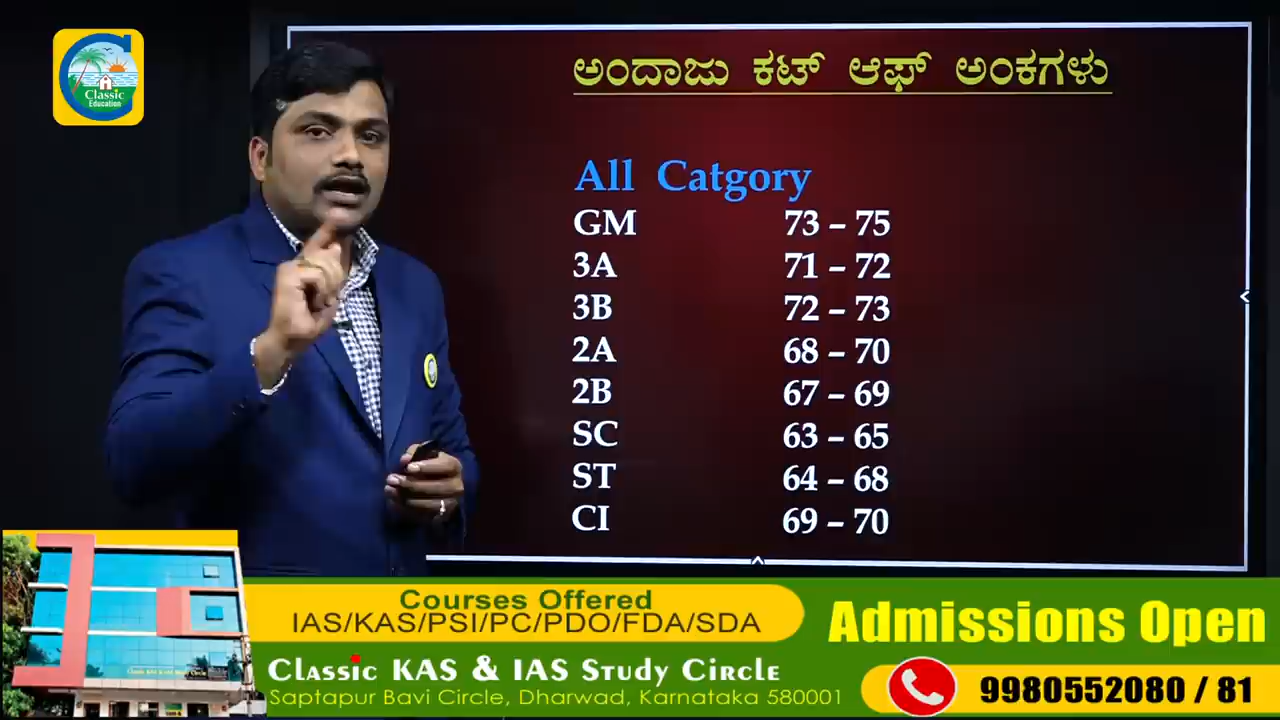 Classic
Education
ಅಂದಾಜು ಕಟ್ ಆಫ್ ಅಂಕಗಳು
All Catgory
GM 73 – 75
3A 71 – 72
3B 72 – 73
2A 68 – 70
2B 67 – 69
SC 63 – 65
ST 64 – 68
CI 69 – 70
Courses Offered
IAS/KAS/PSI/PC/PDO/FDA/SDA
Classic KAS & IAS Study Circle
Saptapur Bavi Circle, Dharwad, Karnataka 580001
Admissions Open
9980552080 / 81